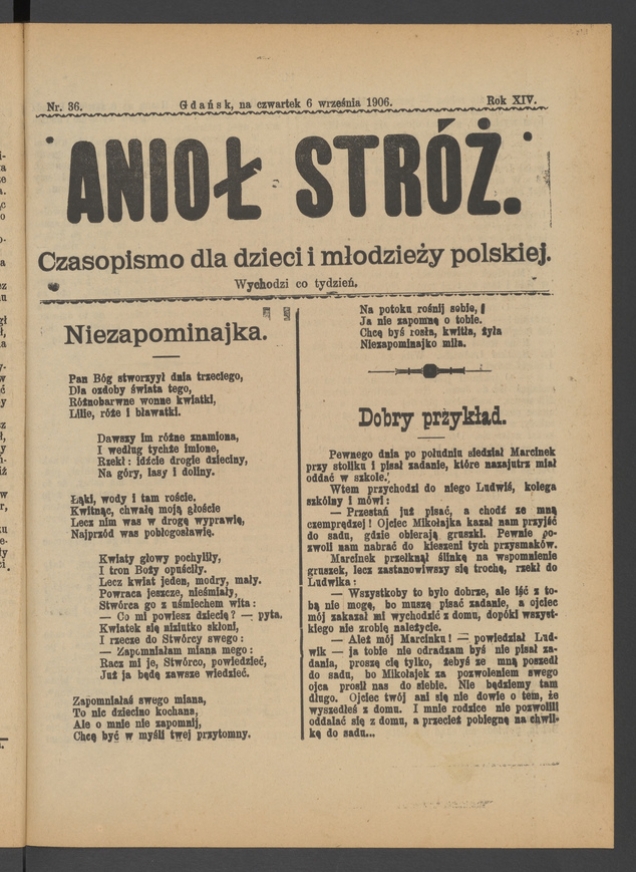 Nr. 36.
Gdańsk, na czwartek 6 września 1906.
Rok XIV.
ANIOŁ STRÓŻ.
Czasopismo dla dzieci i młodzieży polskiej.
Wychodzi co tydzień.
Niezapominajka.
Pan Bóg stworzyył dnia trzeciego,
Dla ozdoby świata tego,
Różnobarwne wonne kwiatki,
Lilie, róże i bławatki.
Dawszy im różne znamiona,
I według tychże imione,
Rzekł: idźcie drogie dzieciny,
Na góry, lasy i doliny.
Łąki, wody i tam roście.
Kwitnąc, chwałę moją głoście
Lecz nim was w drogę wyprawię,
Najprzód was pobłogosławię.
Kwiaty głowy pochyliły,
I tron Boży opuściły.
Lecz kwiat jeden, modry, mały.
Powraca jeszcze, nieśmiały,
Stwórca go z uśmiechem wita:
— Co mi powiesz dziecię? — pyta.
Kwiatek się niziutko skłoni,
I rzecze do Stwórcy swego:
— Zapomniałam miana mego:
Racz mi je, Stwórco, powiedzieć,
Już ja będę zawsze wiedzieć.
Zapomniałaś swego miana,
To nic dziecino kochana,
Ale o mnie nie zapomnij,
Chcę być w myśli twej przytomny.
Na potoku rośnij sobie,
Ja nie zapomnę o tobie.
Chcę byś rosła, kwitła, żyła
Niezapominajko miła.
Dobry przykład.
Pewnego dnia po południu siedział Marcinek
przy stoliku i pisał zadanie, które nazajutrz miał
oddać w szkole.
Wtem przychodzi do niego Ludwiś, kolega
szkólny i mówi:
— Przestań już pisać, a chodź ze mną
czemprędzej! Ojciec Mikołajka kazał nam przyjść
do sadu, gdzie obierają gruszki. Pewnie po-
zwoli nam nabrać do kieszeni tych przysmaków.
Marcinek przełknął ślinkę na wspomnienie
gruszek, lecz zastanowiwszy się trochę, rzekł do
Ludwika:
— Wszystkoby to było dobrze, ale iść z to-
bą nie mogę, bo muszę pisać zadanie, a ojciec
mój zakazał mi wychodzić z domu, dopóki wszyst-
kiego nie zrobię należycie.
— Ależ mój Marcinku! — powiedział Lud-
wik — ja tobie nie odradzam byś nie pisał za-
dania, proszę cię tylko, żebyś ze mną poszedł
do sadu, bo Mikołajek za pozwoleniem swego
ojca prosił nas do siebie. Nie będziemy tam
długo. Ojciec twój ani się nie dowie o tem, że
wyszedłeś z domu. I mnie rodzice nie pozwolili
oddalać się z domu, a przecież pobiegnę na chwil-
kę do sadu...